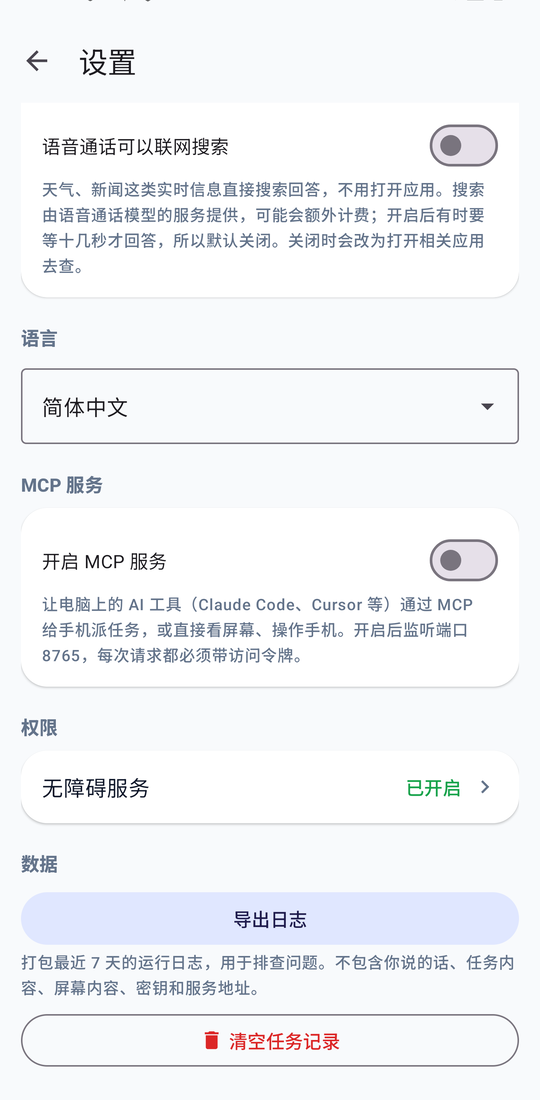 设置
语音通话可以联网搜索
天气、新闻这类实时信息直接搜索回答，不用打开应用。搜索
由语音通话模型的服务提供，可能会额外计费；开启后有时要
等十几秒才回答，所以默认关闭。关闭时会改为打开相关应用
去查。
语言
简体中文
MCP 服务
开启 MCP 服务
让电脑上的 AI 工具（Claude Code、Cursor 等）通过 MCP
给手机派任务，或直接看屏幕、操作手机。开启后监听端口
8765，每次请求都必须带访问令牌。
权限
无障碍服务
已开启
数据
导出日志
打包最近 7 天的运行日志，用于排查问题。不包含你说的话、任务内
容、屏幕内容、密钥和服务地址。
清空任务记录